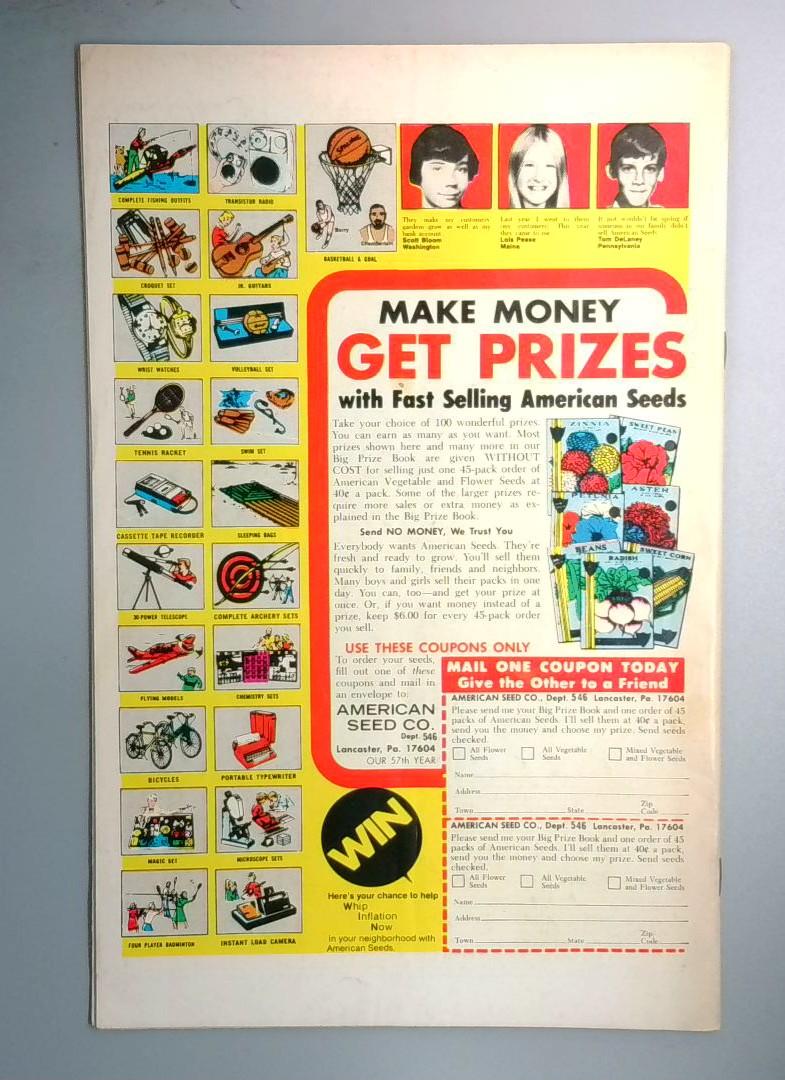 COMPLETE FISHING OUTFITS
TRANSISTOR RADIO
CROQUET SET
JR. GUITARS
WRIST WATCHES
VOLLEYBALL SET
TENNIS RACKET
SWIM SET
CASSETTE TAPE RECORDER
SLEEPING BAGS
30-POWER TELESCOPE
COMPLETE ARCHERY SETS
FLYING MODELS
CHEMISTRY SETS
BICYCLES
PORTABLE TYPEWRITER
MAGIC SET
MICROSCOPE SETS
FOUR PLAYER BADMINTON
INSTANT LOAD CAMERA
Spalding
Barry
Chamberlain
BASKETBALL & GOAL
They make my customers'
gardens grow as well as my
bank account.
Scott Bloom
Washington
Last year I went to them
my customers. This year
they came to me.
Lois Pease
Maine
It just wouldn't be spring if
someone in my family didn't
sell American Seeds.
Tom DeLaney
Pennsylvania
MAKE MONEY
GET PRIZES
with Fast Selling American Seeds
Take your choice of 100 wonderful prizes.
You can earn as many as you want. Most
prizes shown here and many more in our
Big Prize Book are given WITHOUT
COST for selling just one 45-pack order of
American Vegetable and Flower Seeds at
40¢ a pack. Some of the larger prizes re-
quire more sales or extra money as ex-
plained in the Big Prize Book.
Send NO MONEY, We Trust You
Everybody wants American Seeds. They're
fresh and ready to grow. You'll sell them
quickly to family, friends and neighbors.
Many boys and girls sell their packs in one
day. You can, too—and get your prize at
once. Or, if you want money instead of a
prize, keep $6.00 for every 45-pack order
you sell.
ZINNIA
SWEET PEAS
PETUNIA
ASTER
BEANS
RADISH
SWEET CORN
USE THESE COUPONS ONLY
To order your seeds,
fill out one of these
coupons and mail in
an envelope to:
AMERICAN
SEED CO.
Dept. 546
Lancaster, Pa. 17604
OUR 57th YEAR
MAIL ONE COUPON TODAY
Give the Other to a Friend
AMERICAN SEED CO., Dept. 546 Lancaster, Pa. 17604
Please send me your Big Prize Book and one order of 45
packs of American Seeds. I'll sell them at 40¢ a pack,
send you the money and choose my prize. Send seeds
checked.
All Flower Seeds
All Vegetable Seeds
Mixed Vegetable and Flower Seeds
Name
Address
Town State Zip Code
AMERICAN SEED CO., Dept. 546 Lancaster, Pa. 17604
Please send me your Big Prize Book and one order of 45
packs of American Seeds. I'll sell them at 40¢ a pack,
send you the money and choose my prize. Send seeds
checked.
All Flower Seeds
All Vegetable Seeds
Mixed Vegetable and Flower Seeds
Name
Address
Town State Zip Code
WIN
Here's your chance to help
Whip
Inflation
Now
in your neighborhood with
American Seeds.